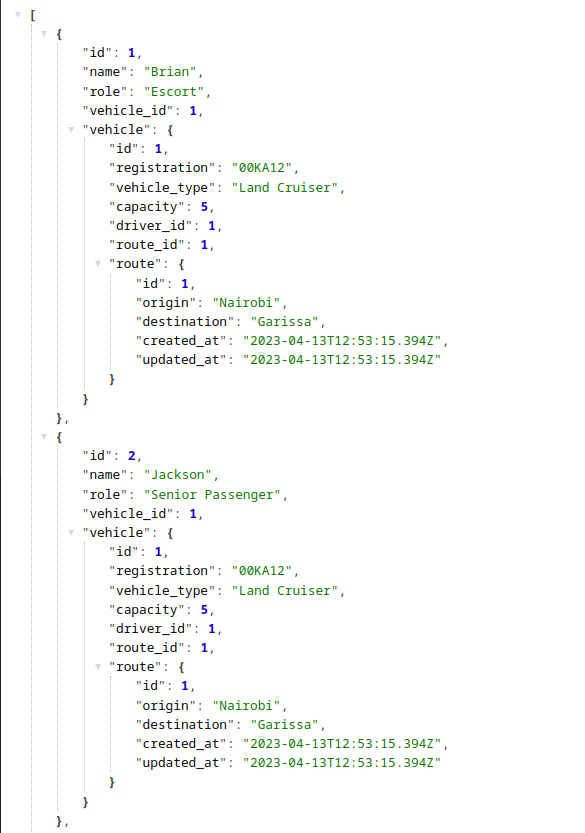 [
{
"id": 1,
"name": "Brian",
"role": "Escort",
"vehicle_id": 1,
"vehicle": {
"id": 1,
"registration": "00KA12",
"vehicle_type": "Land Cruiser",
"capacity": 5,
"driver_id": 1,
"route_id": 1,
"route": {
"id": 1,
"origin": "Nairobi",
"destination": "Garissa",
"created_at": "2023-04-13T12:53:15.394Z",
"updated_at": "2023-04-13T12:53:15.394Z"
}
}
},
{
"id": 2,
"name": "Jackson",
"role": "Senior Passenger",
"vehicle_id": 1,
"vehicle": {
"id": 1,
"registration": "00KA12",
"vehicle_type": "Land Cruiser",
"capacity": 5,
"driver_id": 1,
"route_id": 1,
"route": {
"id": 1,
"origin": "Nairobi",
"destination": "Garissa",
"created_at": "2023-04-13T12:53:15.394Z",
"updated_at": "2023-04-13T12:53:15.394Z"
}
}
},